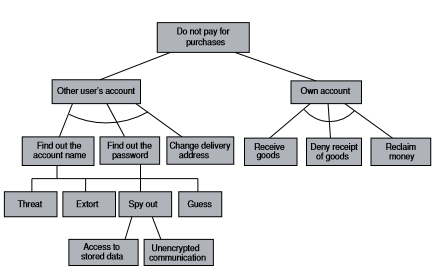 Do not pay for
purchases
Other user's account
Own account
Find out the
account name
Find out the
password
Change delivery
address
Receive
goods
Deny receipt
of goods
Reclaim
money
Threat
Extort
Spy out
Guess
Access to
stored data
Unencrypted
communication